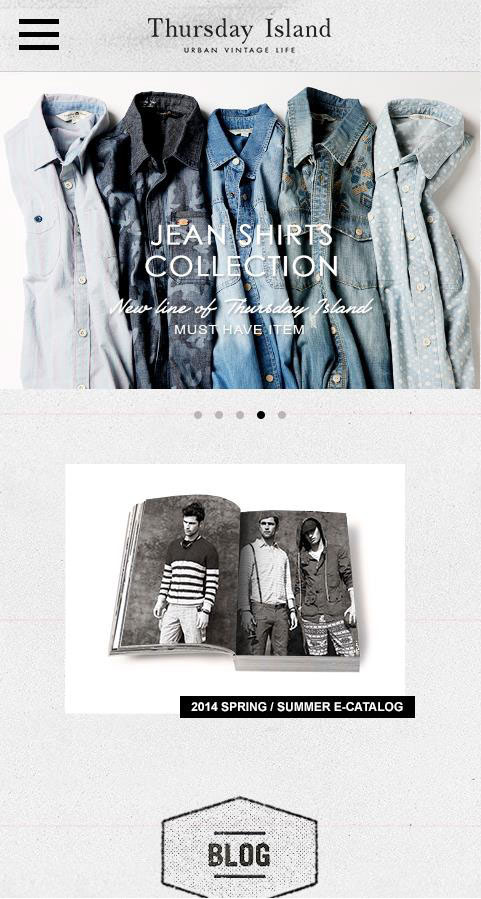 Thursday Island
URBAN VINTAGE LIFE
JEAN SHIRTS
COLLECTION
New line of Thursday Island
MUST HAVE ITEM
2014 SPRING / SUMMER E-CATALOG
BLOG